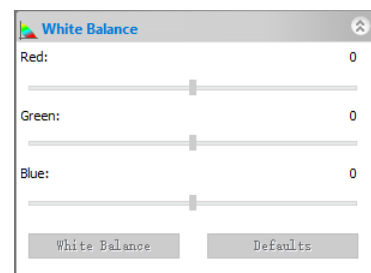 White Balance
Red: 0
Green: 0
Blue: 0
White Balance Defaults